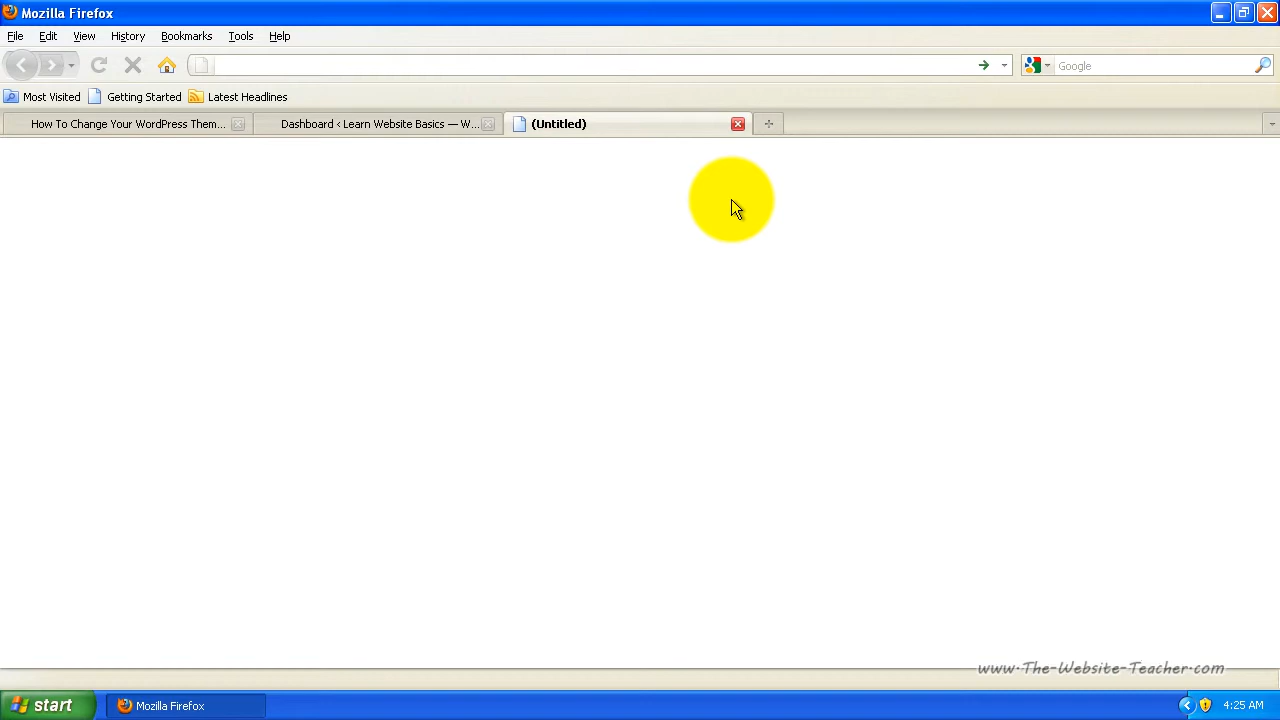 Mozilla Firefox
File Edit View History Bookmarks Tools Help
Google
Most Visited Getting Started Latest Headlines
How To Change Your WordPress Them... Dashboard ‹ Learn Website Basics — W... (Untitled)
www.The-Website-Teacher.com
start Mozilla Firefox 4:25 AM